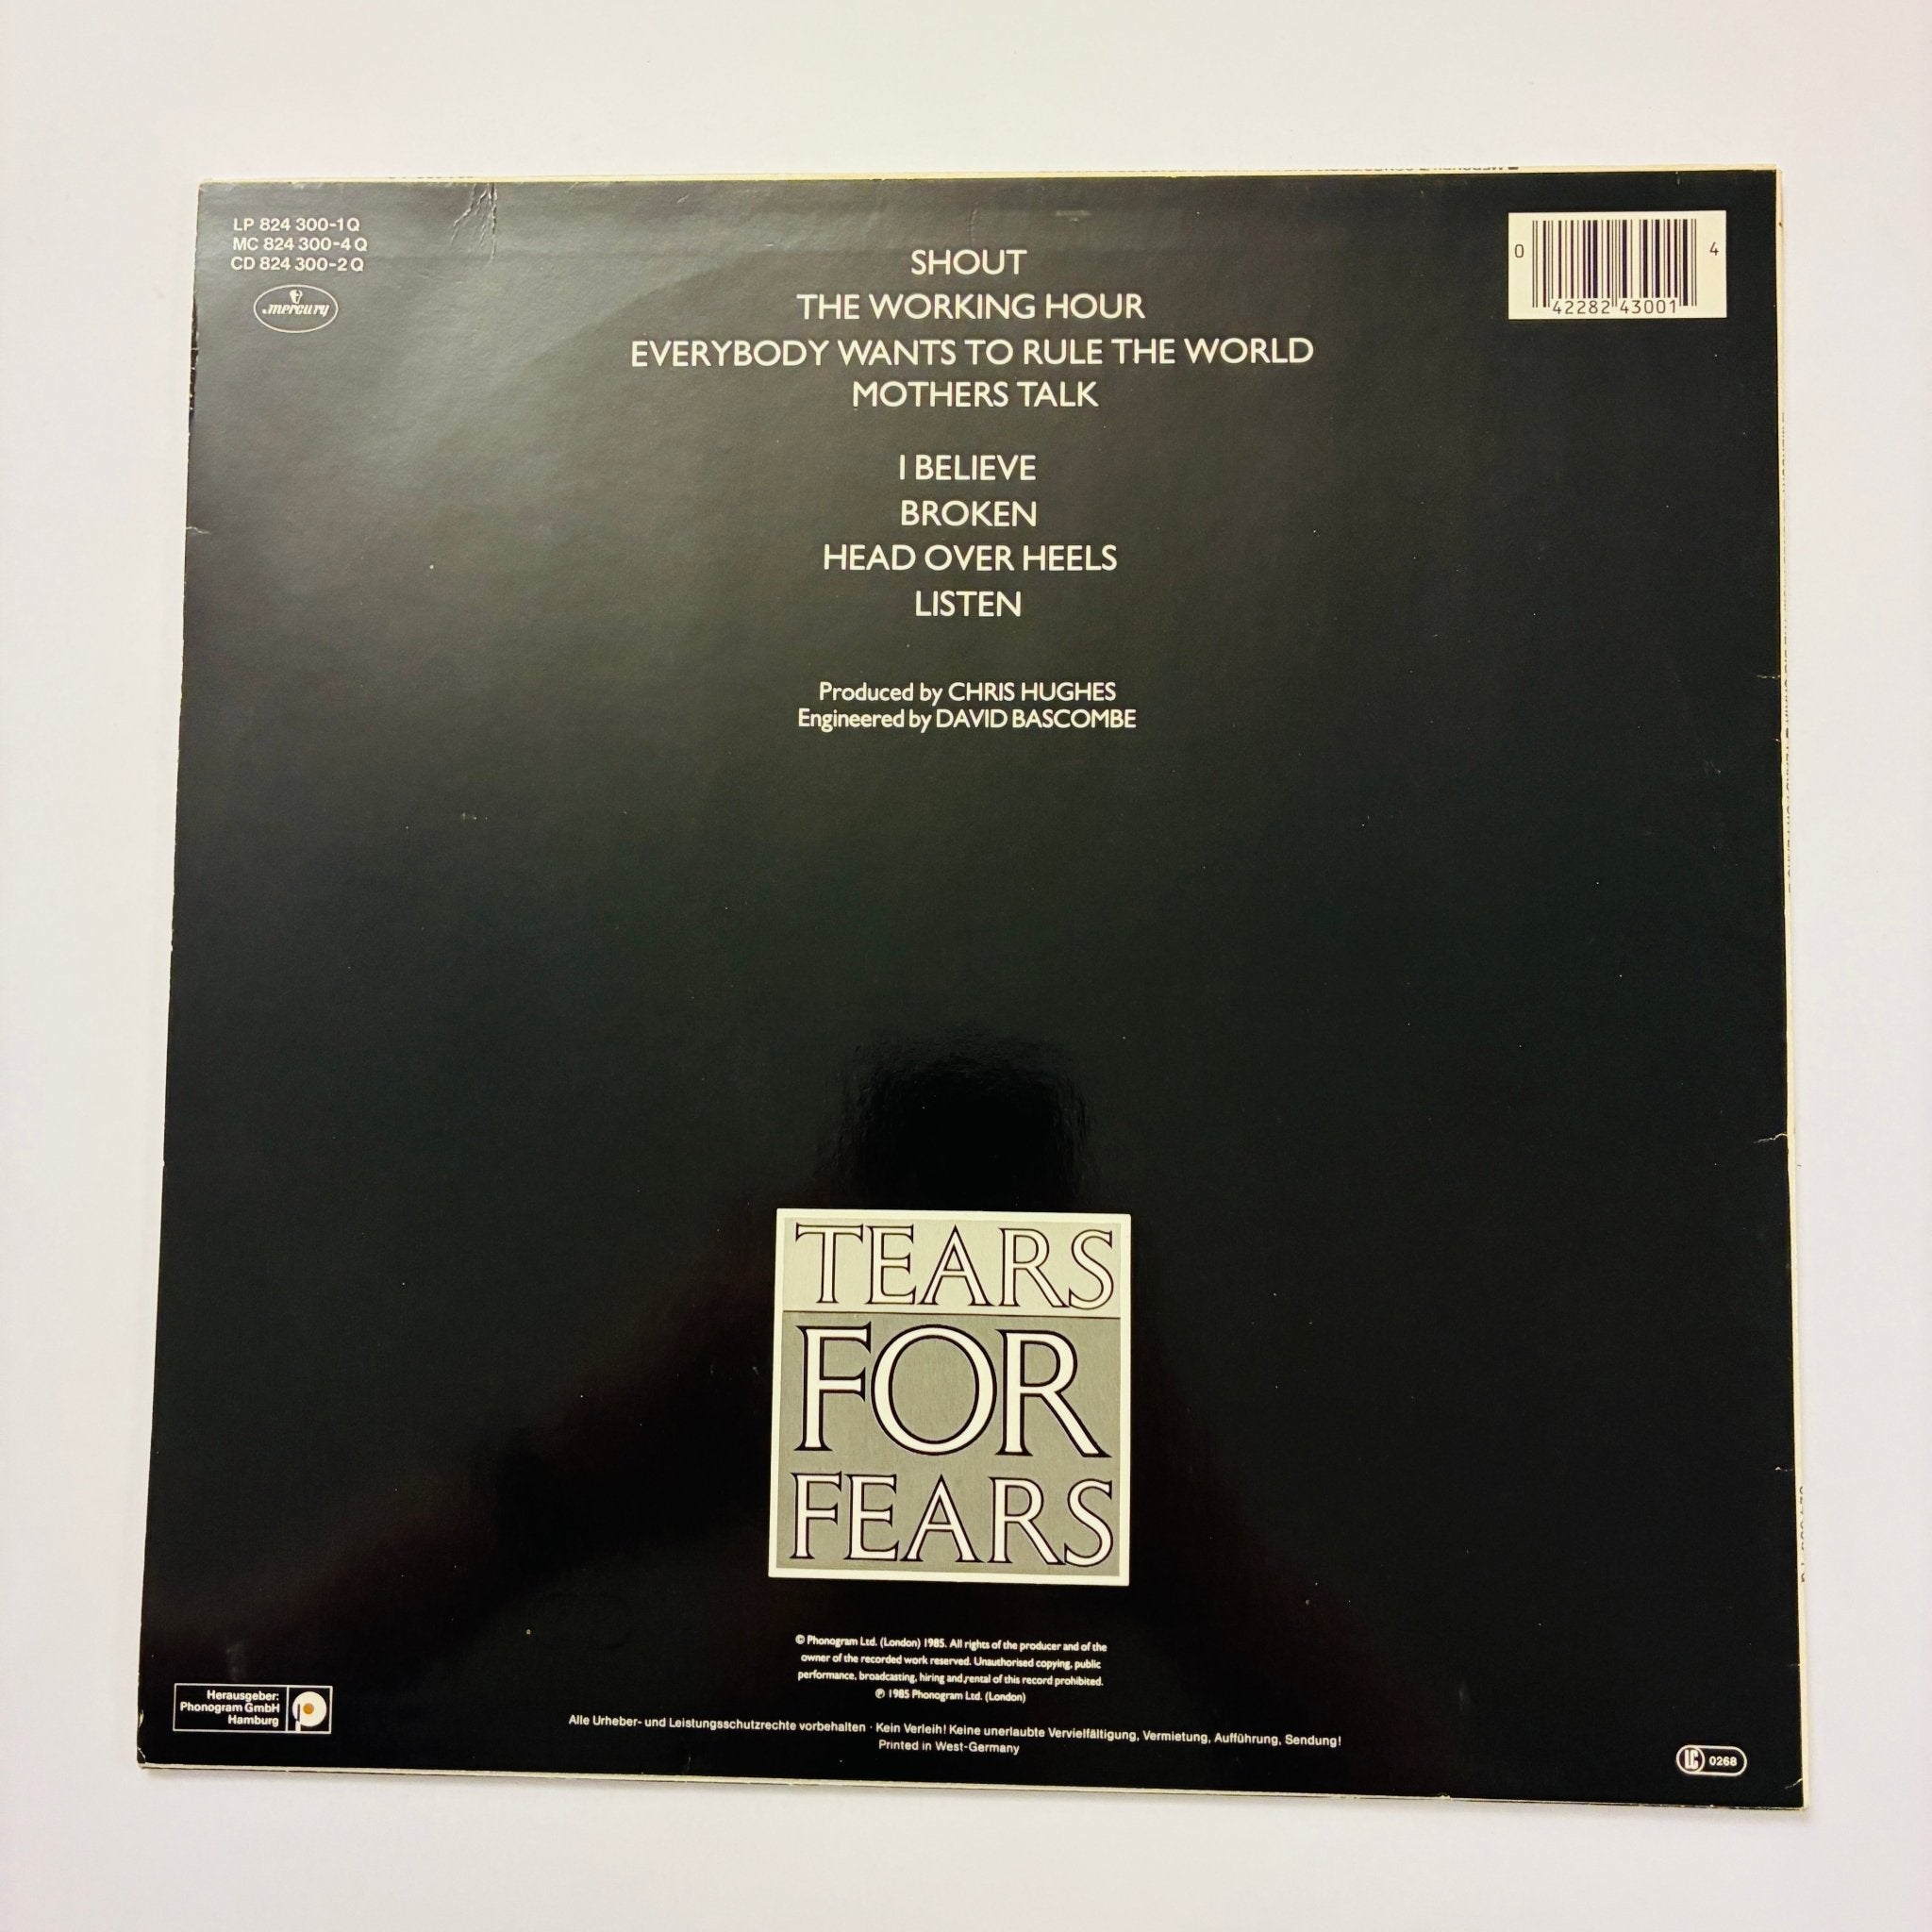 LP 824 300-1 Q
MC 824 300-4 Q
CD 824 300-2 Q
mercury
SHOUT
THE WORKING HOUR
EVERYBODY WANTS TO RULE THE WORLD
MOTHERS TALK
I BELIEVE
BROKEN
HEAD OVER HEELS
LISTEN
Produced by CHRIS HUGHES
Engineered by DAVID BASCOMBE
0 42282 43001 4
TEARS
FOR
FEARS
© Phonogram Ltd. (London) 1985. All rights of the producer and of the
owner of the recorded work reserved. Unauthorised copying, public
performance, broadcasting, hiring and rental of this record prohibited.
℗ 1985 Phonogram Ltd. (London)
Herausgeber:
Phonogram GmbH
Hamburg
Alle Urheber- und Leistungsschutzrechte vorbehalten · Kein Verleih! Keine unerlaubte Vervielfältigung, Vermietung, Aufführung, Sendung!
Printed in West-Germany
LC 0268